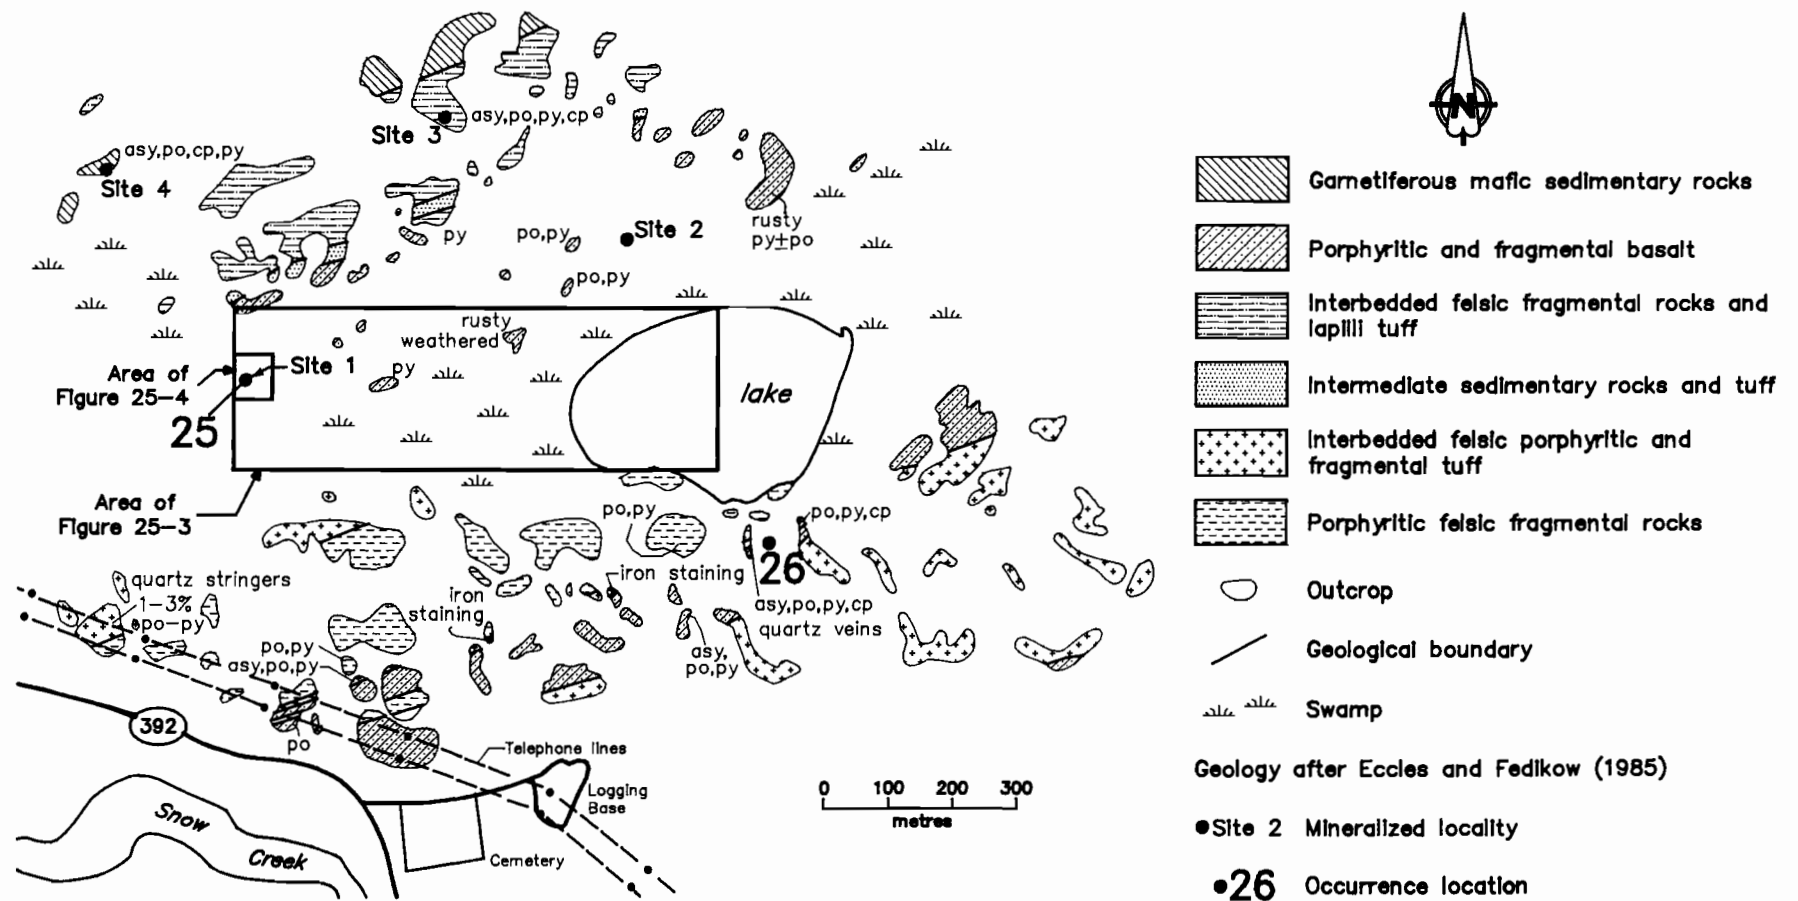 N
asy,po,py,cp
Site 3
asy,po,cp,py
Site 4
rusty
py±po
py
po,py
Site 2
po,py
rusty
weathered
Site 1
py
Area of
Figure 25-4
25
lake
Area of
Figure 25-3
po,py
po,py,cp
26
quartz stringers
1-3%
po-py
iron
staining
iron staining
asy,po,py,cp
quartz veins
asy,
po,py
po,py
asy,po,py
po
392
Telephone lines
Logging
Base
Cemetery
Snow
Creek
0 100 200 300
metres
Garnetiferous mafic sedimentary rocks
Porphyritic and fragmental basalt
Interbedded felsic fragmental rocks and
lapilli tuff
Intermediate sedimentary rocks and tuff
Interbedded felsic porphyritic and
fragmental tuff
Porphyritic felsic fragmental rocks
Outcrop
Geological boundary
Swamp
Geology after Eccles and Fedikow (1985)
Site 2 Mineralized locality
26 Occurrence location